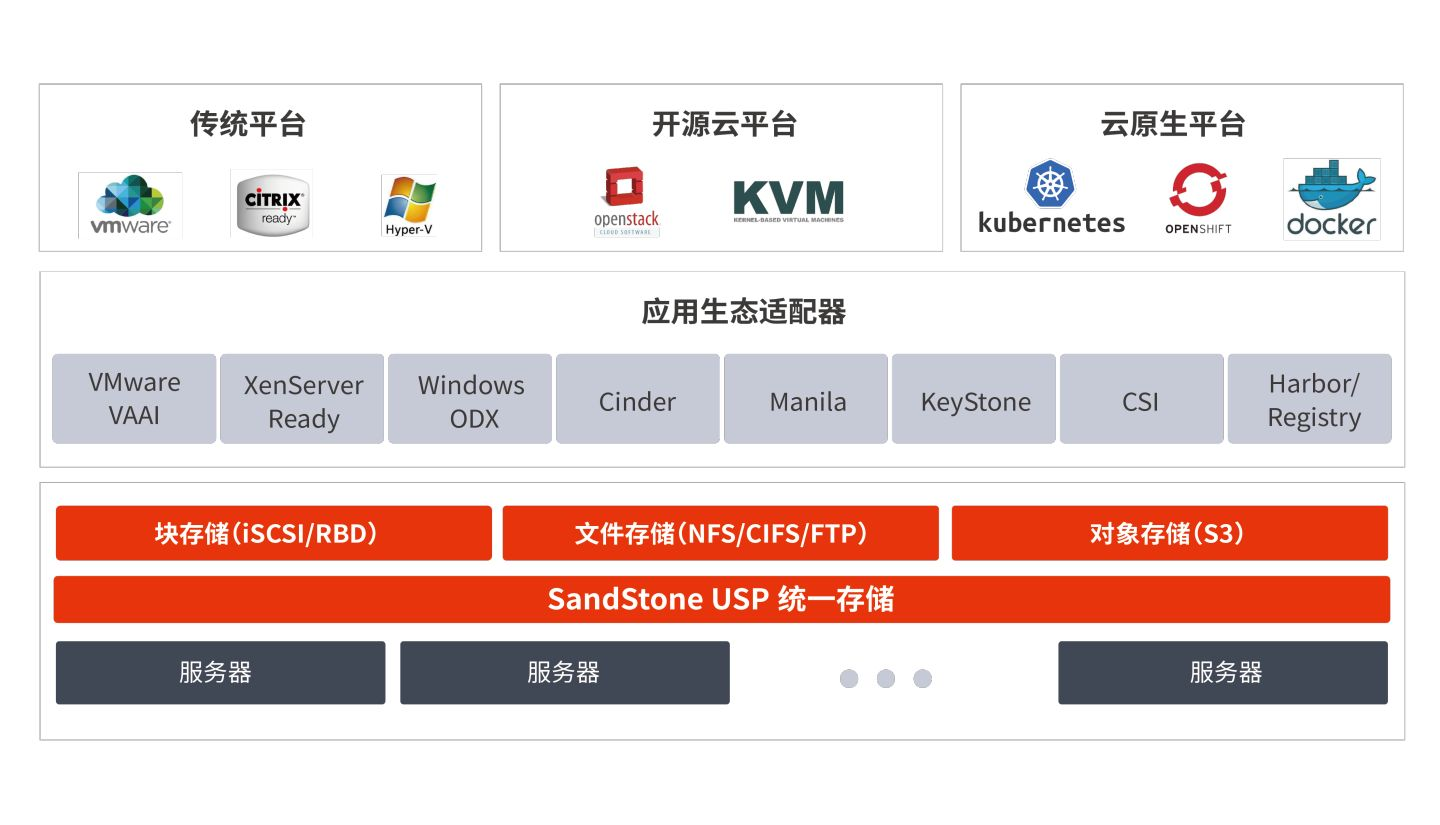 传统平台
开源云平台
云原生平台
vmware
CITRIX
ready
Hyper-V
openstack
CLOUD SOFTWARE
KVM
KERNEL-BASED VIRTUAL MACHINES
kubernetes
OPENSHIFT
docker
应用生态适配器
VMware
VAAI
XenServer
Ready
Windows
ODX
Cinder
Manila
KeyStone
CSI
Harbor/
Registry
块存储(iSCSI/RBD)
文件存储(NFS/CIFS/FTP)
对象存储(S3)
SandStone USP 统一存储
服务器
服务器
服务器